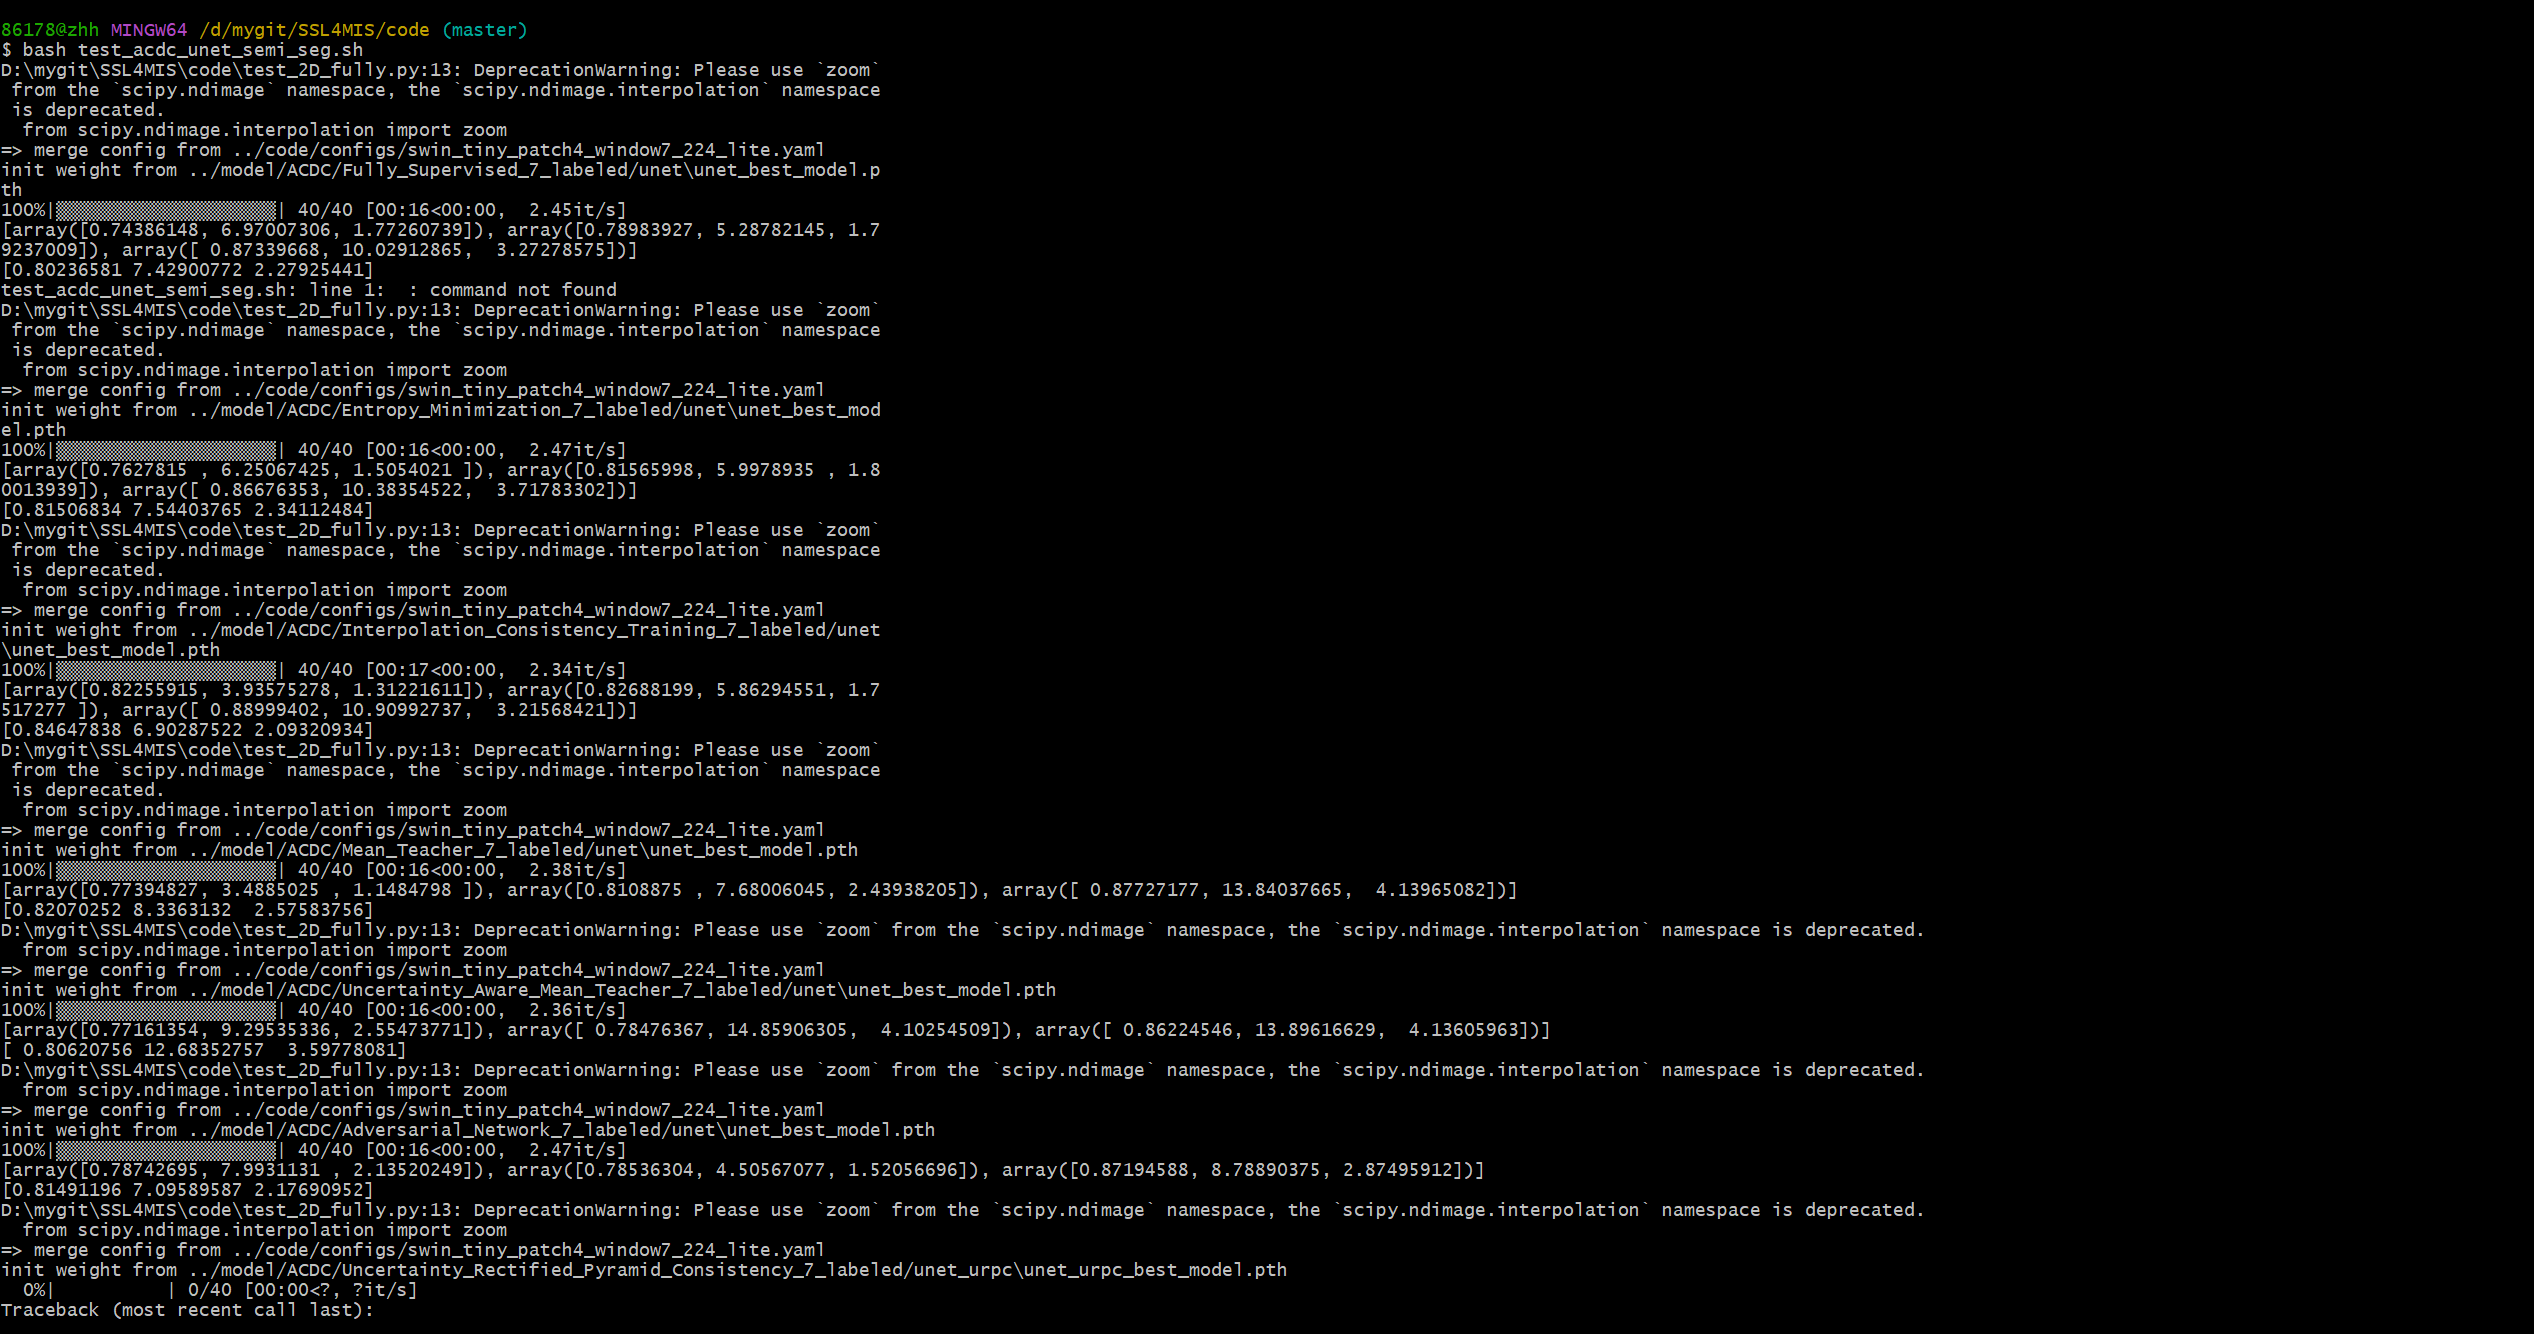 86178@zhh MINGW64 /d/mygit/SSL4MIS/code (master)
$ bash test_acdc_unet_semi_seg.sh
D:\mygit\SSL4MIS\code\test_2D_fully.py:13: DeprecationWarning: Please use `zoom`
 from the `scipy.ndimage` namespace, the `scipy.ndimage.interpolation` namespace
 is deprecated.
  from scipy.ndimage.interpolation import zoom
=> merge config from ../code/configs/swin_tiny_patch4_window7_224_lite.yaml
init weight from ../model/ACDC/Fully_Supervised_7_labeled/unet\unet_best_model.p
th
100%|▒▒▒▒▒▒▒▒▒▒▒▒▒▒▒▒▒▒▒▒| 40/40 [00:16<00:00,  2.45it/s]
[array([0.74386148, 6.97007306, 1.77260739]), array([0.78983927, 5.28782145, 1.7
9237009]), array([ 0.87339668, 10.02912865,  3.27278575])]
[0.80236581 7.42900772 2.27925441]
test_acdc_unet_semi_seg.sh: line 1:  : command not found
D:\mygit\SSL4MIS\code\test_2D_fully.py:13: DeprecationWarning: Please use `zoom`
 from the `scipy.ndimage` namespace, the `scipy.ndimage.interpolation` namespace
 is deprecated.
  from scipy.ndimage.interpolation import zoom
=> merge config from ../code/configs/swin_tiny_patch4_window7_224_lite.yaml
init weight from ../model/ACDC/Entropy_Minimization_7_labeled/unet\unet_best_mod
el.pth
100%|▒▒▒▒▒▒▒▒▒▒▒▒▒▒▒▒▒▒▒▒| 40/40 [00:16<00:00,  2.47it/s]
[array([0.7627815 , 6.25067425, 1.5054021 ]), array([0.81565998, 5.9978935 , 1.8
0013939]), array([ 0.86676353, 10.38354522,  3.71783302])]
[0.81506834 7.54403765 2.34112484]
D:\mygit\SSL4MIS\code\test_2D_fully.py:13: DeprecationWarning: Please use `zoom`
 from the `scipy.ndimage` namespace, the `scipy.ndimage.interpolation` namespace
 is deprecated.
  from scipy.ndimage.interpolation import zoom
=> merge config from ../code/configs/swin_tiny_patch4_window7_224_lite.yaml
init weight from ../model/ACDC/Interpolation_Consistency_Training_7_labeled/unet
\unet_best_model.pth
100%|▒▒▒▒▒▒▒▒▒▒▒▒▒▒▒▒▒▒▒▒| 40/40 [00:17<00:00,  2.34it/s]
[array([0.82255915, 3.93575278, 1.31221611]), array([0.82688199, 5.86294551, 1.7
517277 ]), array([ 0.88999402, 10.90992737,  3.21568421])]
[0.84647838 6.90287522 2.09320934]
D:\mygit\SSL4MIS\code\test_2D_fully.py:13: DeprecationWarning: Please use `zoom`
 from the `scipy.ndimage` namespace, the `scipy.ndimage.interpolation` namespace
 is deprecated.
  from scipy.ndimage.interpolation import zoom
=> merge config from ../code/configs/swin_tiny_patch4_window7_224_lite.yaml
init weight from ../model/ACDC/Mean_Teacher_7_labeled/unet\unet_best_model.pth
100%|▒▒▒▒▒▒▒▒▒▒▒▒▒▒▒▒▒▒▒▒| 40/40 [00:16<00:00,  2.38it/s]
[array([0.77394827, 3.4885025 , 1.1484798 ]), array([0.8108875 , 7.68006045, 2.43938205]), array([ 0.87727177, 13.84037665,  4.13965082])]
[0.82070252 8.3363132  2.57583756]
D:\mygit\SSL4MIS\code\test_2D_fully.py:13: DeprecationWarning: Please use `zoom` from the `scipy.ndimage` namespace, the `scipy.ndimage.interpolation` namespace is deprecated.
  from scipy.ndimage.interpolation import zoom
=> merge config from ../code/configs/swin_tiny_patch4_window7_224_lite.yaml
init weight from ../model/ACDC/Uncertainty_Aware_Mean_Teacher_7_labeled/unet\unet_best_model.pth
100%|▒▒▒▒▒▒▒▒▒▒▒▒▒▒▒▒▒▒▒▒| 40/40 [00:16<00:00,  2.36it/s]
[array([0.77161354, 9.29535336, 2.55473771]), array([ 0.78476367, 14.85906305,  4.10254509]), array([ 0.86224546, 13.89616629,  4.13605963])]
[ 0.80620756 12.68352757  3.59778081]
D:\mygit\SSL4MIS\code\test_2D_fully.py:13: DeprecationWarning: Please use `zoom` from the `scipy.ndimage` namespace, the `scipy.ndimage.interpolation` namespace is deprecated.
  from scipy.ndimage.interpolation import zoom
=> merge config from ../code/configs/swin_tiny_patch4_window7_224_lite.yaml
init weight from ../model/ACDC/Adversarial_Network_7_labeled/unet\unet_best_model.pth
100%|▒▒▒▒▒▒▒▒▒▒▒▒▒▒▒▒▒▒▒▒| 40/40 [00:16<00:00,  2.47it/s]
[array([0.78742695, 7.9931131 , 2.13520249]), array([0.78536304, 4.50567077, 1.52056696]), array([0.87194588, 8.78890375, 2.87495912])]
[0.81491196 7.09589587 2.17690952]
D:\mygit\SSL4MIS\code\test_2D_fully.py:13: DeprecationWarning: Please use `zoom` from the `scipy.ndimage` namespace, the `scipy.ndimage.interpolation` namespace is deprecated.
  from scipy.ndimage.interpolation import zoom
=> merge config from ../code/configs/swin_tiny_patch4_window7_224_lite.yaml
init weight from ../model/ACDC/Uncertainty_Rectified_Pyramid_Consistency_7_labeled/unet_urpc\unet_urpc_best_model.pth
  0%|          | 0/40 [00:00<?, ?it/s]
Traceback (most recent call last):